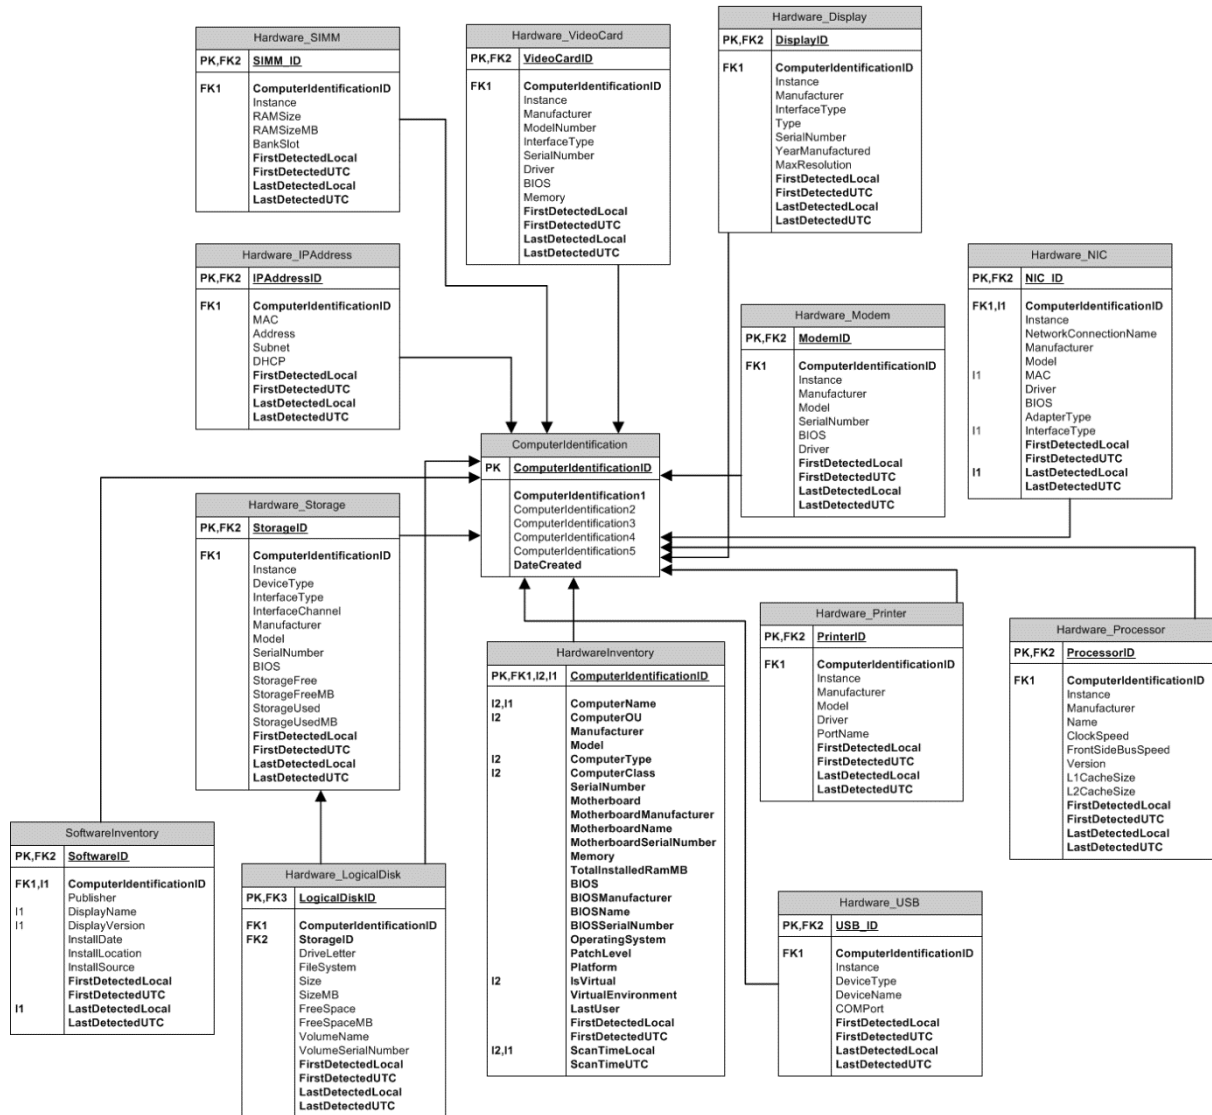 Hardware_SIMM
PK,FK2 SIMM_ID
FK1 ComputerIdentificationID
Instance
RAMSize
RAMSizeMB
BankSlot
FirstDetectedLocal
FirstDetectedUTC
LastDetectedLocal
LastDetectedUTC
Hardware_VideoCard
PK,FK2 VideoCardID
FK1 ComputerIdentificationID
Instance
Manufacturer
ModelNumber
InterfaceType
SerialNumber
Driver
BIOS
Memory
FirstDetectedLocal
FirstDetectedUTC
LastDetectedLocal
LastDetectedUTC
Hardware_Display
PK,FK2 DisplayID
FK1 ComputerIdentificationID
Instance
Manufacturer
InterfaceType
Type
SerialNumber
YearManufactured
MaxResolution
FirstDetectedLocal
FirstDetectedUTC
LastDetectedLocal
LastDetectedUTC
Hardware_IPAddress
PK,FK2 IPAddressID
FK1 ComputerIdentificationID
MAC
Address
Subnet
DHCP
FirstDetectedLocal
FirstDetectedUTC
LastDetectedLocal
LastDetectedUTC
Hardware_Modem
PK,FK2 ModemID
FK1 ComputerIdentificationID
Instance
Manufacturer
Model
SerialNumber
BIOS
Driver
FirstDetectedLocal
FirstDetectedUTC
LastDetectedLocal
LastDetectedUTC
Hardware_NIC
PK,FK2 NIC_ID
FK1,I1 ComputerIdentificationID
Instance
NetworkConnectionName
Manufacturer
Model
I1 MAC
Driver
BIOS
AdapterType
I1 InterfaceType
FirstDetectedLocal
FirstDetectedUTC
I1 LastDetectedLocal
LastDetectedUTC
ComputerIdentification
PK ComputerIdentificationID
ComputerIdentification1
ComputerIdentification2
ComputerIdentification3
ComputerIdentification4
ComputerIdentification5
DateCreated
Hardware_Storage
PK,FK2 StorageID
FK1 ComputerIdentificationID
Instance
DeviceType
InterfaceType
InterfaceChannel
Manufacturer
Model
SerialNumber
BIOS
StorageFree
StorageFreeMB
StorageUsed
StorageUsedMB
FirstDetectedLocal
FirstDetectedUTC
LastDetectedLocal
LastDetectedUTC
HardwareInventory
PK,FK1,I2,I1 ComputerIdentificationID
I2,I1 ComputerName
I2 ComputerOU
Manufacturer
Model
I2 ComputerType
I2 ComputerClass
SerialNumber
Motherboard
MotherboardManufacturer
MotherboardName
MotherboardSerialNumber
Memory
TotalInstalledRamMB
BIOS
BIOSManufacturer
BIOSName
BIOSSerialNumber
OperatingSystem
PatchLevel
Platform
I2 IsVirtual
VirtualEnvironment
LastUser
FirstDetectedLocal
FirstDetectedUTC
I2,I1 ScanTimeLocal
ScanTimeUTC
Hardware_Printer
PK,FK2 PrinterID
FK1 ComputerIdentificationID
Instance
Manufacturer
Model
Driver
PortName
FirstDetectedLocal
FirstDetectedUTC
LastDetectedLocal
LastDetectedUTC
Hardware_Processor
PK,FK2 ProcessorID
FK1 ComputerIdentificationID
Instance
Manufacturer
Name
ClockSpeed
FrontSideBusSpeed
Version
L1CacheSize
L2CacheSize
FirstDetectedLocal
FirstDetectedUTC
LastDetectedLocal
LastDetectedUTC
SoftwareInventory
PK,FK2 SoftwareID
FK1,I1 ComputerIdentificationID
Publisher
I1 DisplayName
I1 DisplayVersion
InstallDate
InstallLocation
InstallSource
FirstDetectedLocal
FirstDetectedUTC
I1 LastDetectedLocal
LastDetectedUTC
Hardware_LogicalDisk
PK,FK3 LogicalDiskID
FK1 ComputerIdentificationID
FK2 StorageID
DriveLetter
FileSystem
Size
SizeMB
FreeSpace
FreeSpaceMB
VolumeName
VolumeSerialNumber
FirstDetectedLocal
FirstDetectedUTC
LastDetectedLocal
LastDetectedUTC
Hardware_USB
PK,FK2 USB_ID
FK1 ComputerIdentificationID
Instance
DeviceType
DeviceName
COMPort
FirstDetectedLocal
FirstDetectedUTC
LastDetectedLocal
LastDetectedUTC